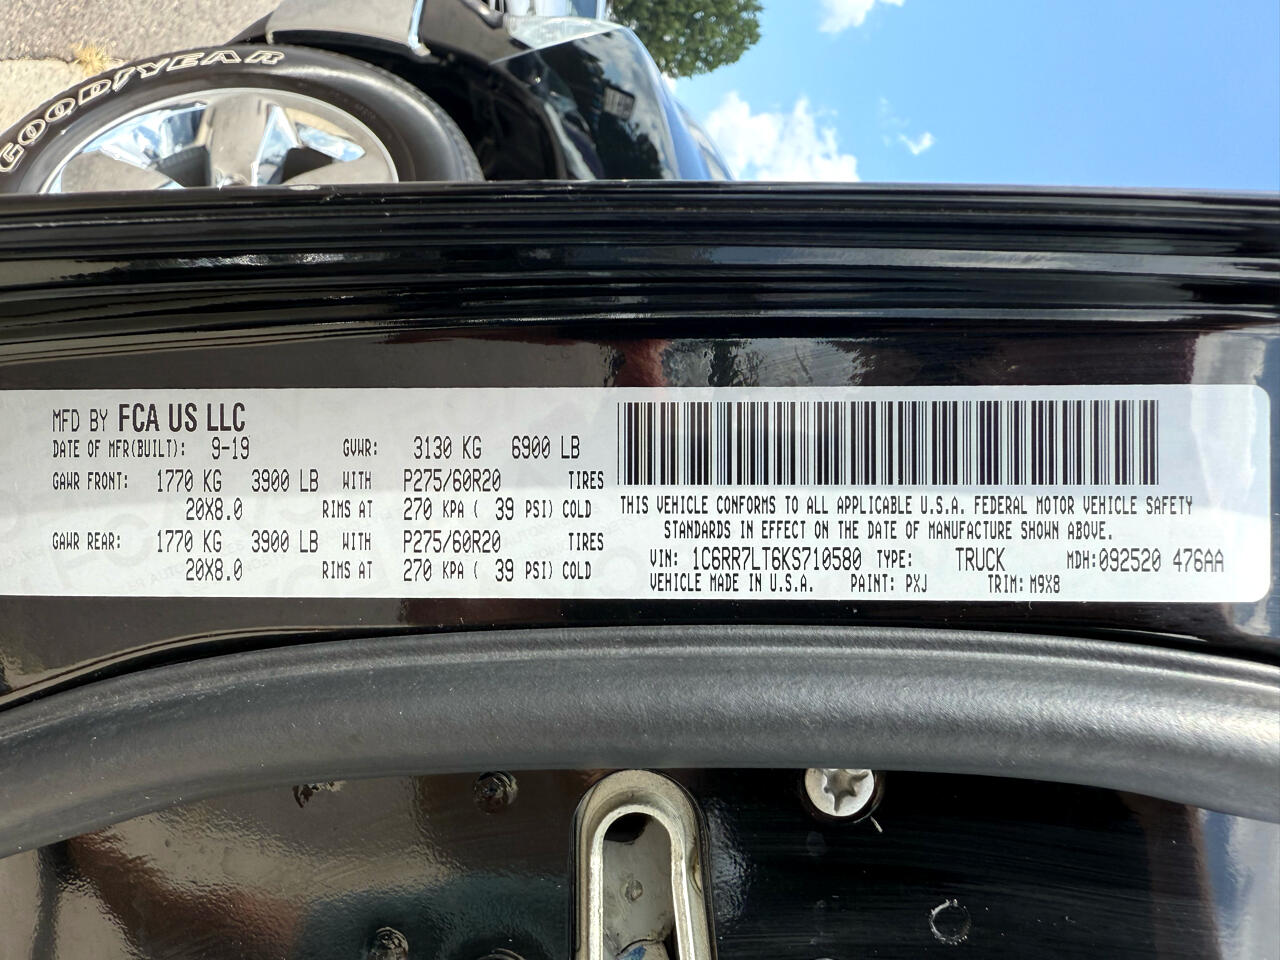 GOODYEAR
MFD BY FCA US LLC
DATE OF MFR(BUILT): 9-19 GVWR: 3130 KG 6900 LB
GAWR FRONT: 1770 KG 3900 LB WITH P275/60R20 TIRES
20X8.0 RIMS AT 270 KPA ( 39 PSI) COLD
GAWR REAR: 1770 KG 3900 LB WITH P275/60R20 TIRES
20X8.0 RIMS AT 270 KPA ( 39 PSI) COLD
THIS VEHICLE CONFORMS TO ALL APPLICABLE U.S.A. FEDERAL MOTOR VEHICLE SAFETY
STANDARDS IN EFFECT ON THE DATE OF MANUFACTURE SHOWN ABOVE.
VIN: 1C6RR7LT6KS710580 TYPE: TRUCK MDH:092520 476AA
VEHICLE MADE IN U.S.A. PAINT: PXJ TRIM: M9X8